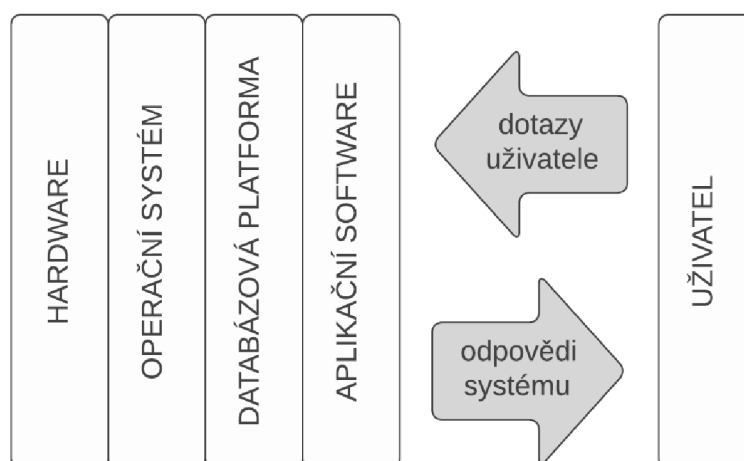 HARDWARE
OPERAČNÍ SYSTÉM
DATABÁZOVÁ PLATFORMA
APLIKAČNÍ SOFTWARE
dotazy
uživatele
odpovědi
systému
UŽIVATEL